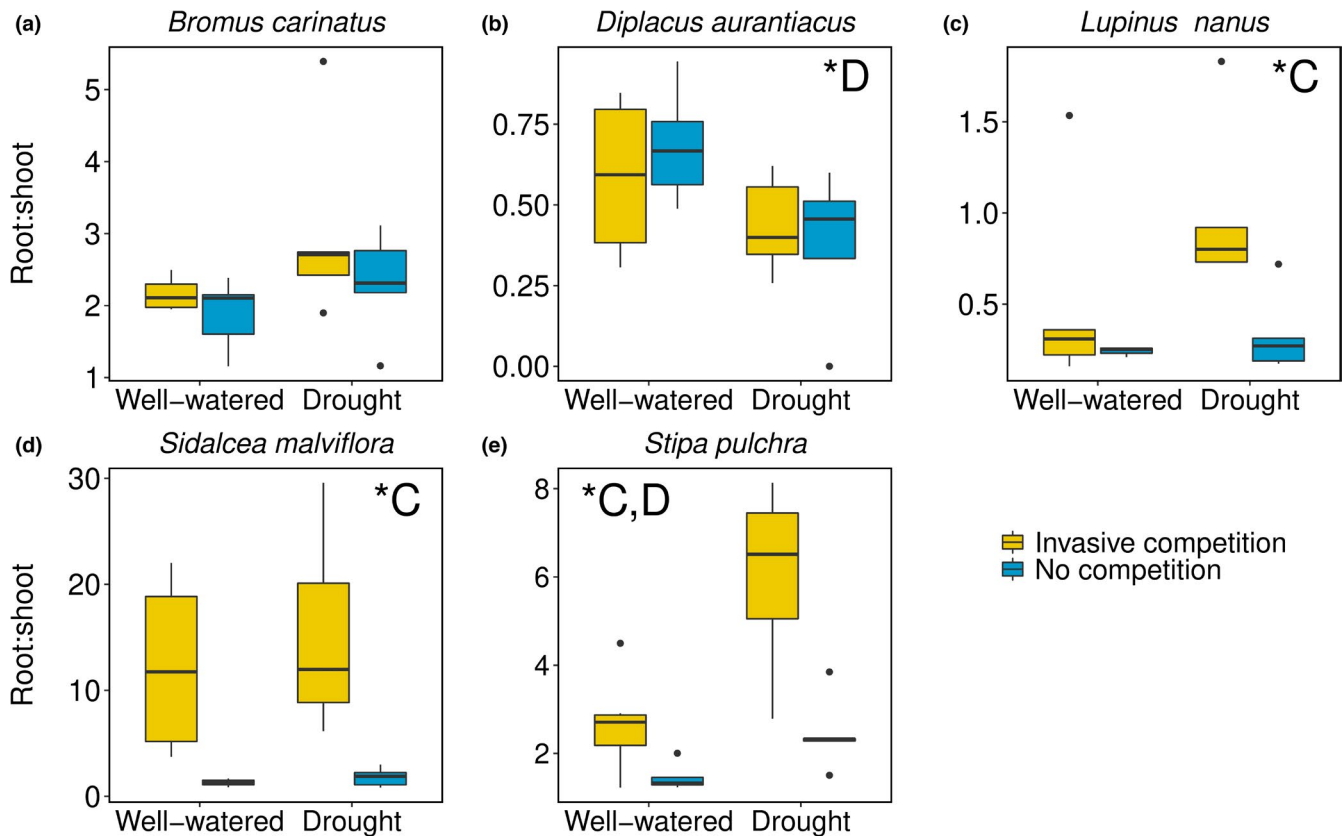 (a) Bromus carinatus
Root:shoot
5
4
3
2
1
Well-watered Drought
(b) Diplacus aurantiacus
*D
0.75
0.50
0.25
0.00
Well-watered Drought
(c) Lupinus nanus
*C
1.5
1.0
0.5
Well-watered Drought
(d) Sidalcea malviflora
Root:shoot
*C
30
20
10
0
Well-watered Drought
(e) Stipa pulchra
*C,D
8
6
4
2
Well-watered Drought
Invasive competition
No competition